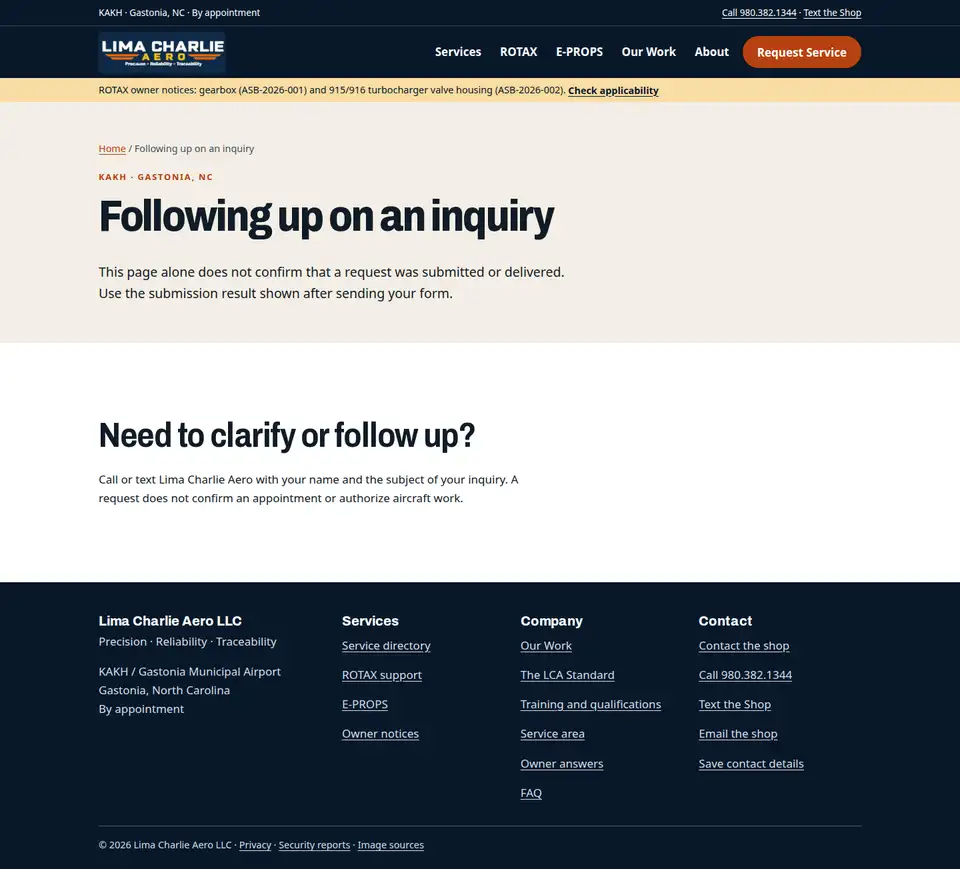 KAKH · Gastonia, NC · By appointment
Call 980.382.1344 · Text the Shop
LIMA CHARLIE
AERO
Precision · Reliability · Traceability
Services ROTAX E-PROPS Our Work About Request Service
ROTAX owner notices: gearbox (ASB-2026-001) and 915/916 turbocharger valve housing (ASB-2026-002). Check applicability
Home / Following up on an inquiry
KAKH · GASTONIA, NC
Following up on an inquiry
This page alone does not confirm that a request was submitted or delivered.
Use the submission result shown after sending your form.
Need to clarify or follow up?
Call or text Lima Charlie Aero with your name and the subject of your inquiry. A
request does not confirm an appointment or authorize aircraft work.
Lima Charlie Aero LLC
Precision · Reliability · Traceability
KAKH / Gastonia Municipal Airport
Gastonia, North Carolina
By appointment
Services
Service directory
ROTAX support
E-PROPS
Owner notices
Company
Our Work
The LCA Standard
Training and qualifications
Service area
Owner answers
FAQ
Contact
Contact the shop
Call 980.382.1344
Text the Shop
Email the shop
Save contact details
© 2026 Lima Charlie Aero LLC · Privacy · Security reports · Image sources